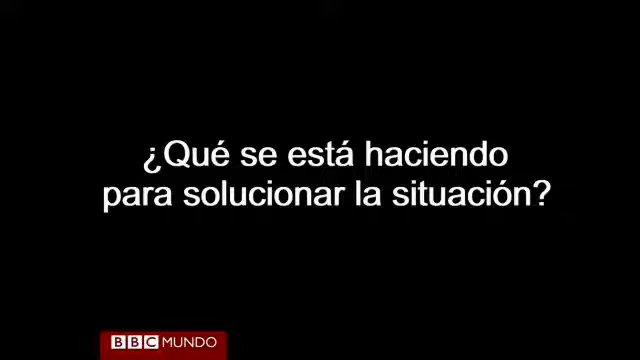 ¿Qué se está haciendo
para solucionar la situación?
BBC MUNDO